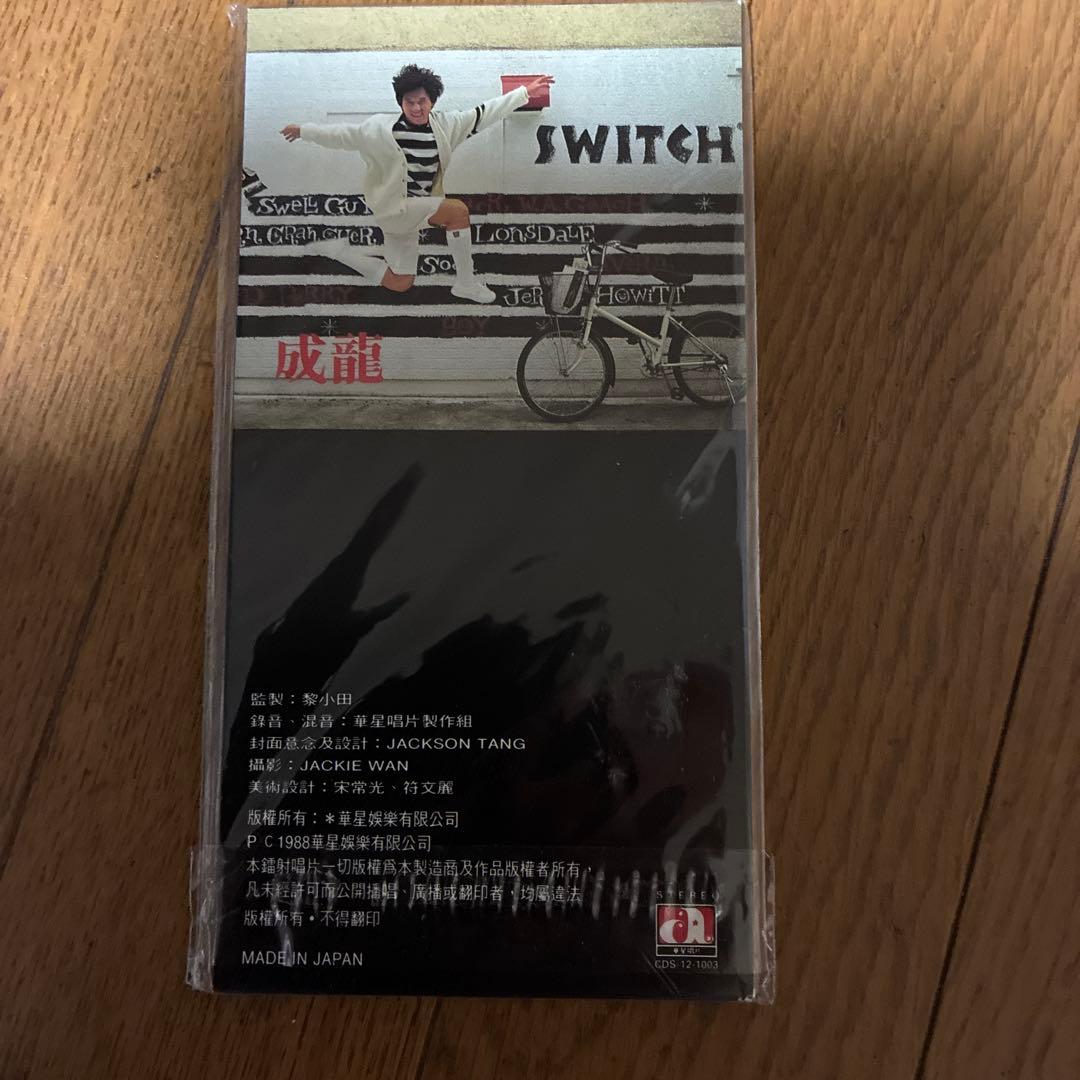 SWITCH
SWELL GUY
LONSDALE
SO
JER HOWITT
BOY
成龍
監製：黎小田
錄音、混音：華星唱片製作組
封面意念及設計：JACKSON TANG
攝影：JACKIE WAN
美術設計：宋常光、符文麗
版權所有：＊華星娛樂有限公司
P C 1988華星娛樂有限公司
本鐳射唱片一切版權爲本製造商及作品版權者所有，
凡未經許可而公開播唱、廣播或翻印者，均屬違法
版權所有・不得翻印
MADE IN JAPAN
STEREO
a
華星唱片
CDS-12-1003